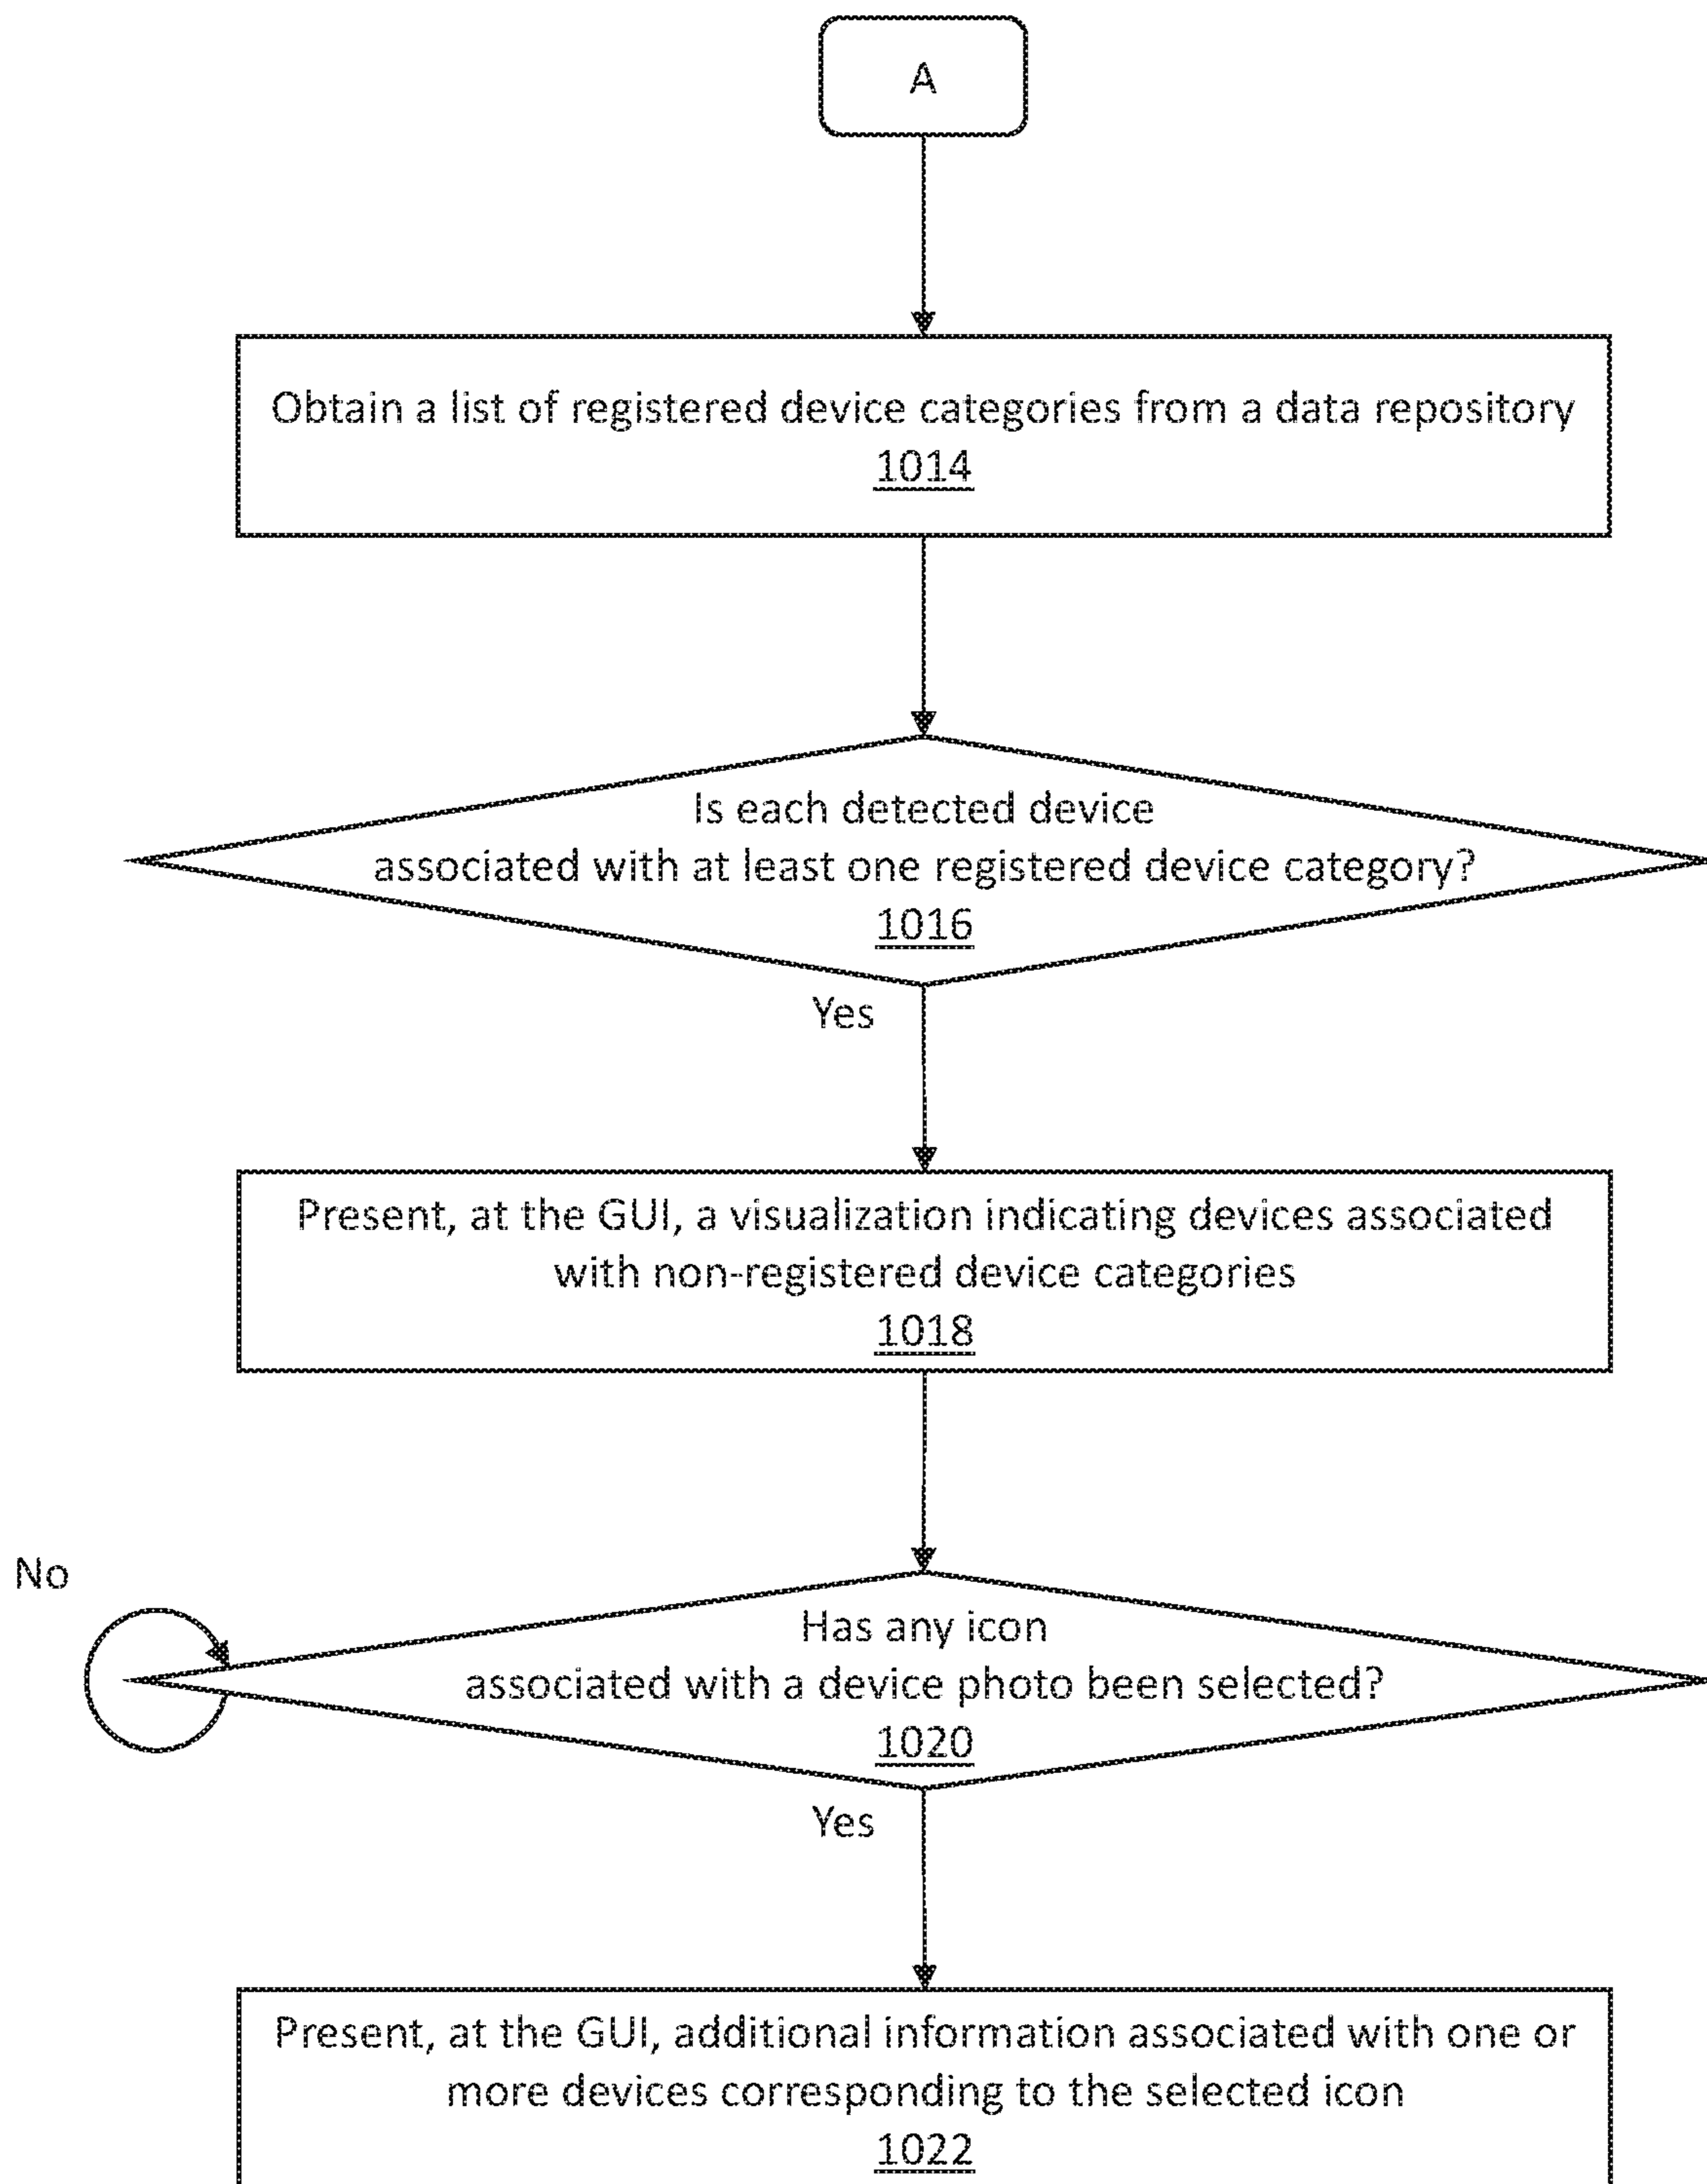 A
Obtain a list of registered device categories from a data repository
1014
Is each detected device
associated with at least one registered device category?
1016
Yes
Present, at the GUI, a visualization indicating devices associated
with non-registered device categories
1018
No
Has any icon
associated with a device photo been selected?
1020
Yes
Present, at the GUI, additional information associated with one or
more devices corresponding to the selected icon
1022